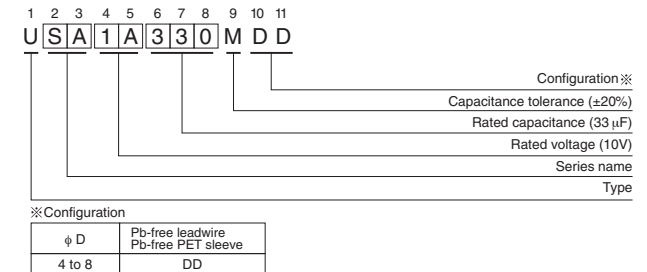 1 2 3 4 5 6 7 8 9 10 11
U S A 1 A 3 3 0 M D D
Configuration※
Capacitance tolerance (±20%)
Rated capacitance (33 µF)
Rated voltage (10V)
Series name
Type
※Configuration
ϕ D
Pb-free leadwire
Pb-free PET sleeve
4 to 8
DD